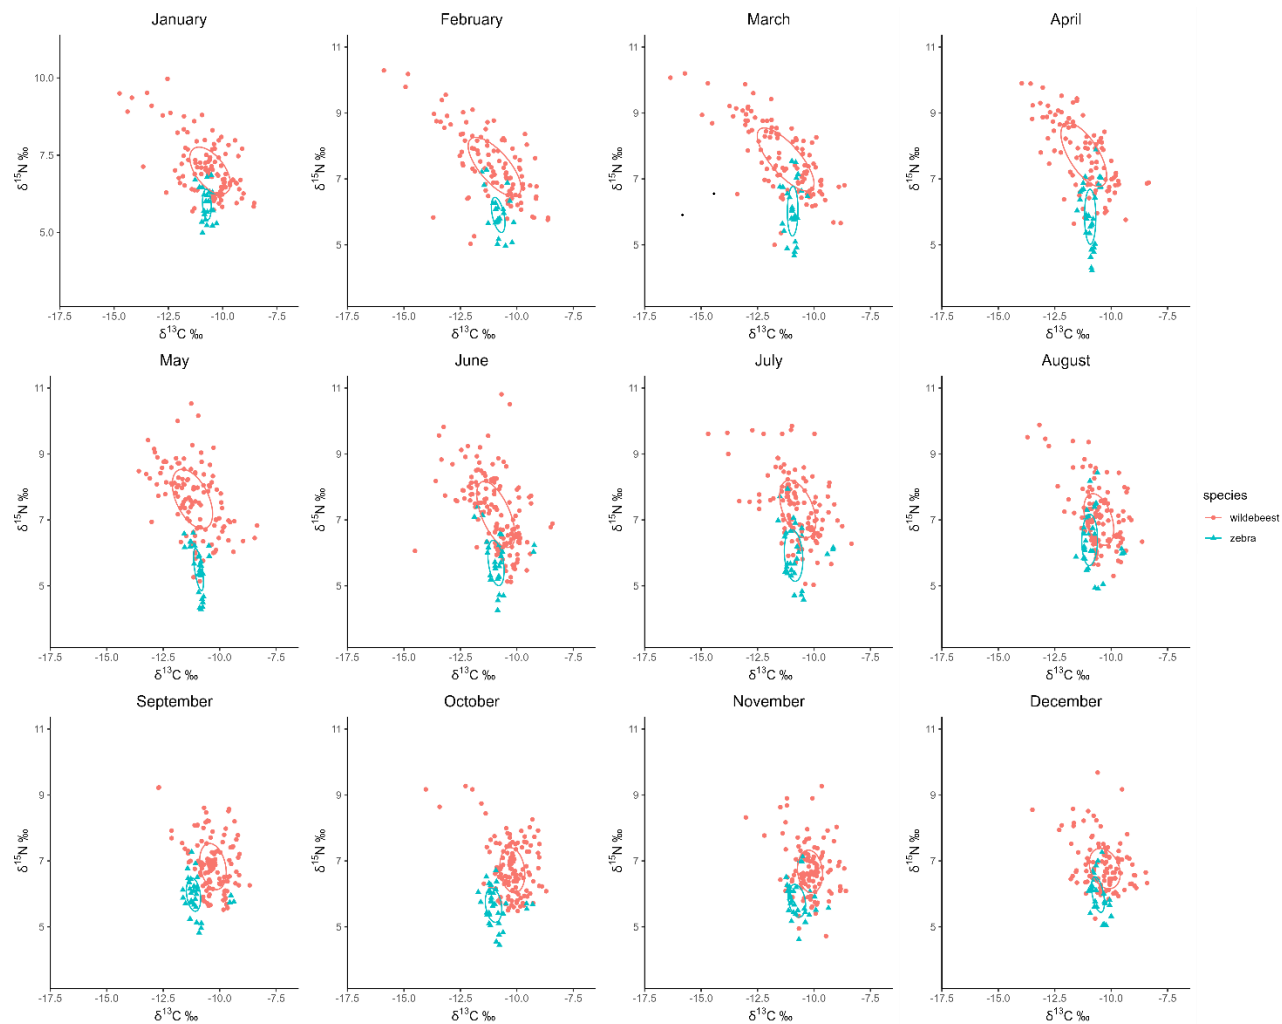 January February March April
10.0
7.5
5.0
δ15N ‰
-17.5 -15.0 -12.5 -10.0 -7.5
δ13C ‰
11
9
7
5
δ15N ‰
-17.5 -15.0 -12.5 -10.0 -7.5
δ13C ‰
11
9
7
5
δ15N ‰
-17.5 -15.0 -12.5 -10.0 -7.5
δ13C ‰
11
9
7
5
δ15N ‰
-17.5 -15.0 -12.5 -10.0 -7.5
δ13C ‰
May June July August
11
9
7
5
δ15N ‰
-17.5 -15.0 -12.5 -10.0 -7.5
δ13C ‰
11
9
7
5
δ15N ‰
-17.5 -15.0 -12.5 -10.0 -7.5
δ13C ‰
11
9
7
5
δ15N ‰
-17.5 -15.0 -12.5 -10.0 -7.5
δ13C ‰
11
9
7
5
δ15N ‰
-17.5 -15.0 -12.5 -10.0 -7.5
δ13C ‰
species
wildebeest
zebra
September October November December
11
9
7
5
δ15N ‰
-17.5 -15.0 -12.5 -10.0 -7.5
δ13C ‰
11
9
7
5
δ15N ‰
-17.5 -15.0 -12.5 -10.0 -7.5
δ13C ‰
11
9
7
5
δ15N ‰
-17.5 -15.0 -12.5 -10.0 -7.5
δ13C ‰
11
9
7
5
δ15N ‰
-17.5 -15.0 -12.5 -10.0 -7.5
δ13C ‰